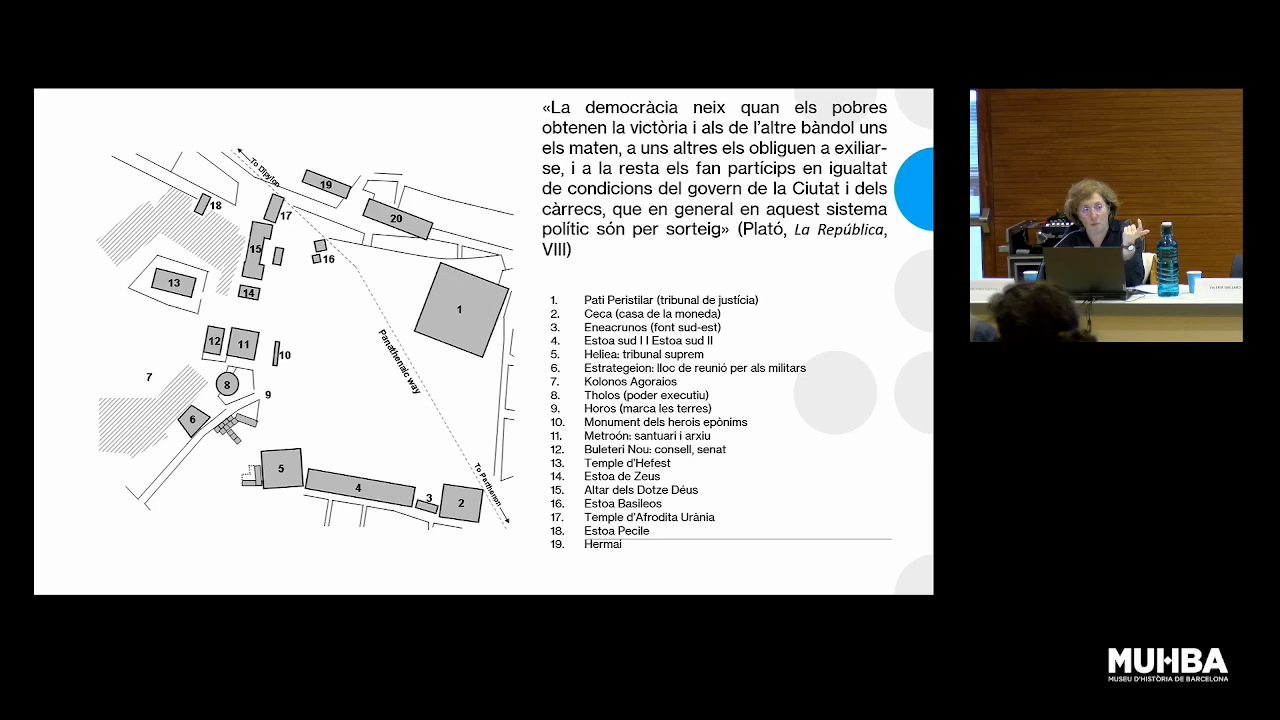 «La democràcia neix quan els pobres
obtenen la victòria i als de l'altre bàndol uns
els maten, a uns altres els obliguen a exiliar-
se, i a la resta els fan partícips en igualtat
de condicions del govern de la Ciutat i dels
càrrecs, que en general en aquest sistema
polític són per sorteig» (Plató, La República,
VIII)
To Dipylon
19
18
17
20
15
16
13
14
1
12
11
10
Panathenaic way
7
8
9
6
5
4
3
2
To Parthenon
1. Pati Peristilar (tribunal de justícia)
2. Ceca (casa de la moneda)
3. Eneacrunos (font sud-est)
4. Estoa sud I I Estoa sud II
5. Heliea: tribunal suprem
6. Estrategeion: lloc de reunió per als militars
7. Kolonos Agoraios
8. Tholos (poder executiu)
9. Horos (marca les terres)
10. Monument dels herois epònims
11. Metroón: santuari i arxiu
12. Buleteri Nou: consell, senat
13. Temple d'Hefest
14. Estoa de Zeus
15. Altar dels Dotze Déus
16. Estoa Basileos
17. Temple d'Afrodita Urània
18. Estoa Pecile
19. Hermai
MUHBA
MUSEU D'HISTÒRIA DE BARCELONA